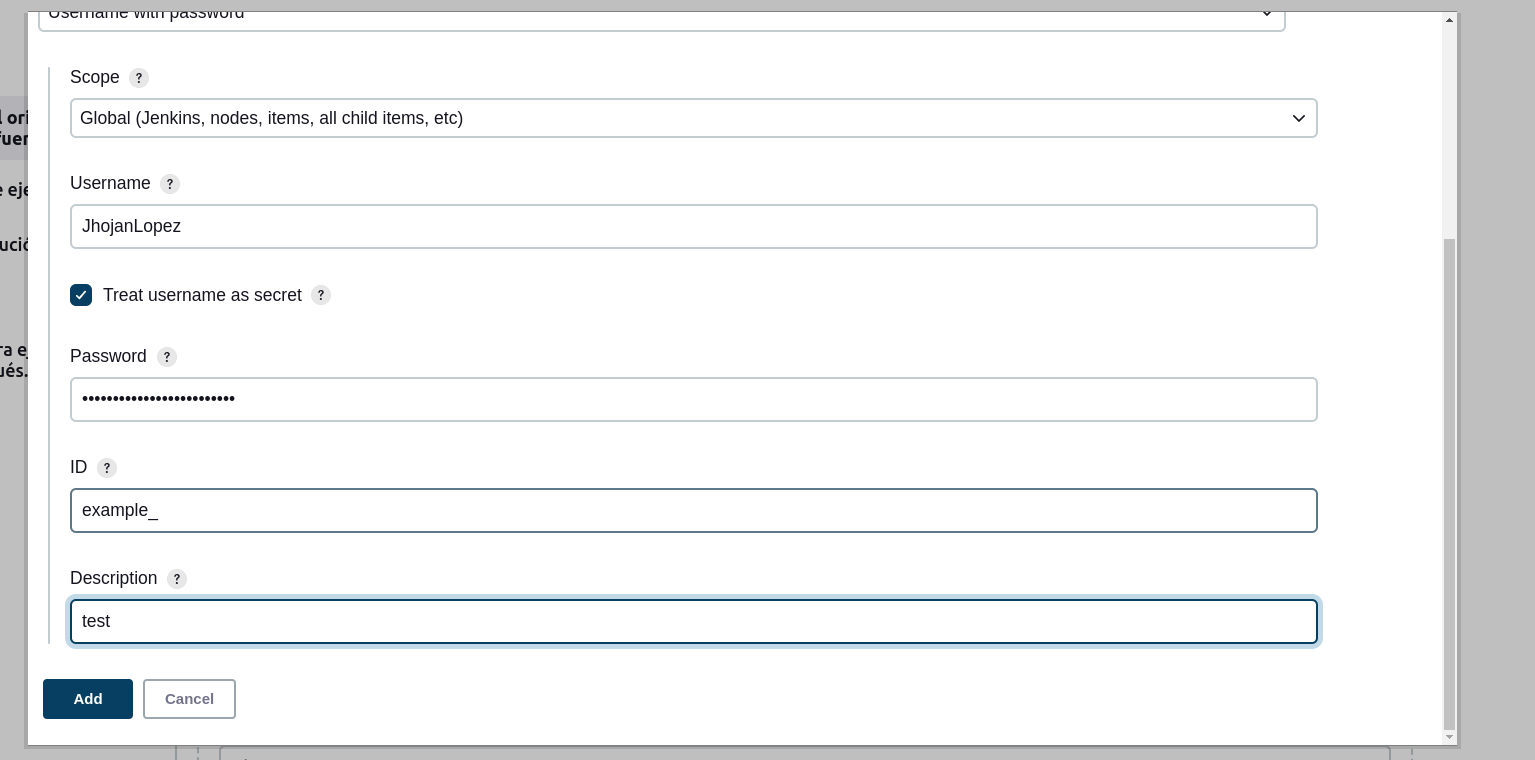 Username with password
Scope ?
Global (Jenkins, nodes, items, all child items, etc)
Username ?
JhojanLopez
Treat username as secret ?
Password ?
•••••••••••••••••••••••••
ID ?
example_
Description ?
test
Add Cancel
l ori
fuen
e eje
ució
ra ej
ués.